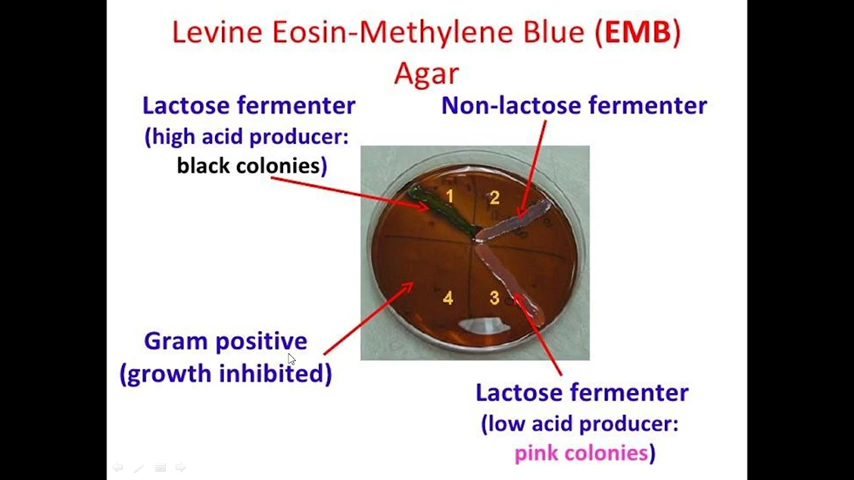 Levine Eosin-Methylene Blue (EMB)
Agar
Lactose fermenter
(high acid producer:
black colonies)
Non-lactose fermenter
1
2
4
3
Gram positive
(growth inhibited)
Lactose fermenter
(low acid producer:
pink colonies)